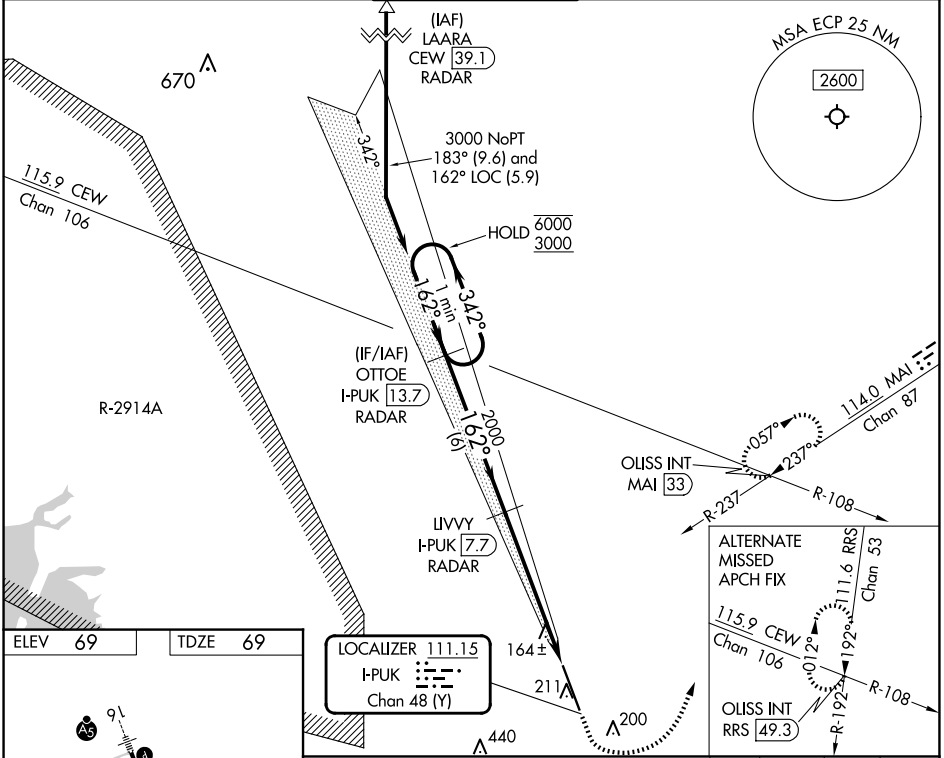 (IAF)
LAARA
CEW 39.1
RADAR
670
MSA ECP 25 NM
2600
342°
3000 NoPT
183° (9.6) and
162° LOC (5.9)
115.9 CEW
Chan 106
HOLD 6000
3000
162°
1 min
342°
(IF/IAF)
OTTOE
I-PUK 13.7
RADAR
R-2914A
2000
162°
(6)
114.0 MAI
Chan 87
057°
237°
OLISS INT
MAI 33
R-237
R-108
LIVVY
I-PUK 7.7
RADAR
ALTERNATE
MISSED
APCH FIX
111.6 RRS
Chan 53
115.9 CEW
Chan 106
012°
192°
R-108
OLISS INT
RRS 49.3
R-192
ELEV 69
TDZE 69
LOCALIZER 111.15
I-PUK
Chan 48 (Y)
164±
211
200
440
16
A5